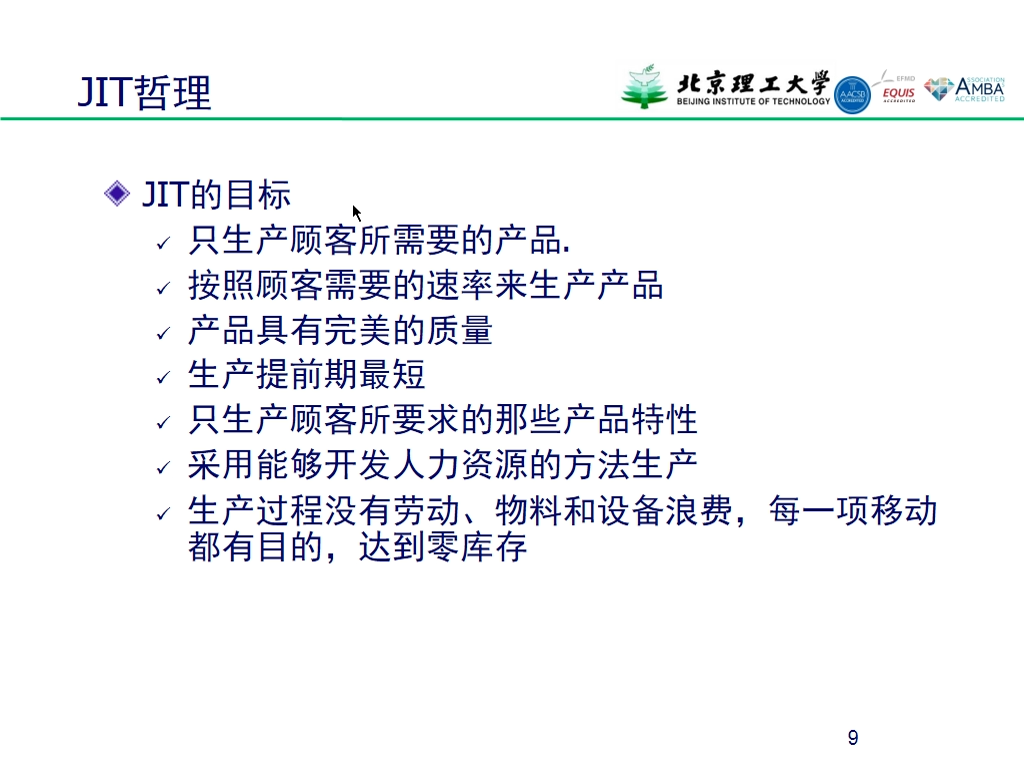 JIT哲理
北京理工大学
BEIJING INSTITUTE OF TECHNOLOGY
AACSB
ACCREDITED
EFMD
EQUIS
ACCREDITED
ASSOCIATION
AMBA
ACCREDITED
JIT的目标
只生产顾客所需要的产品.
按照顾客需要的速率来生产产品
产品具有完美的质量
生产提前期最短
只生产顾客所要求的那些产品特性
采用能够开发人力资源的方法生产
生产过程没有劳动、物料和设备浪费，每一项移动
都有目的，达到零库存
9